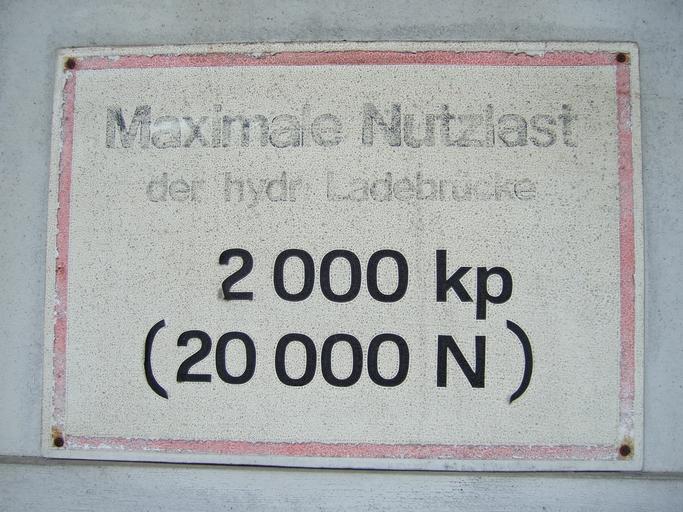 Maximale Nutzlast
der hydr. Ladebrücke
2 000 kp
(20 000 N)